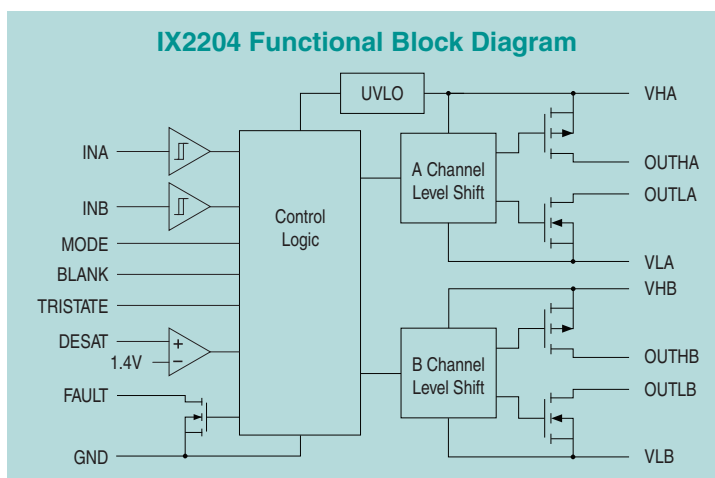 IX2204 Functional Block Diagram
UVLO
VHA
INA
A Channel
Level Shift
OUTHA
OUTLA
INB
Control
Logic
MODE
VLA
BLANK
VHB
TRISTATE
DESAT
+
1.4V
−
B Channel
Level Shift
OUTHB
FAULT
OUTLB
GND
VLB